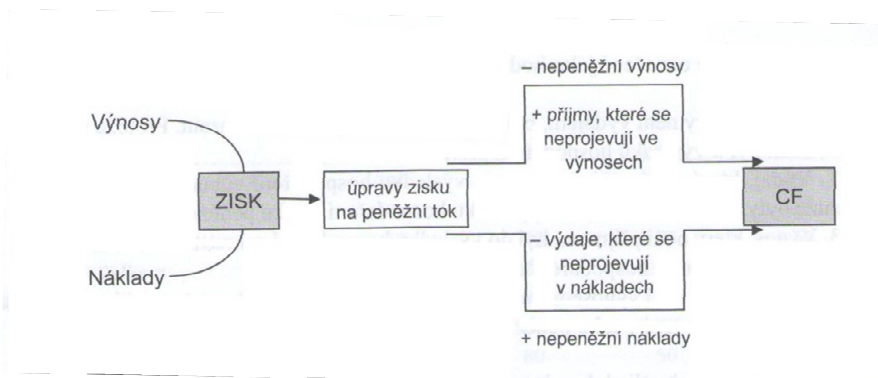 – nepeněžní výnosy
Výnosy
+ příjmy, které se
neprojevují ve
výnosech
ZISK
úpravy zisku
na peněžní tok
CF
– výdaje, které se
neprojevují
v nákladech
Náklady
+ nepeněžní náklady